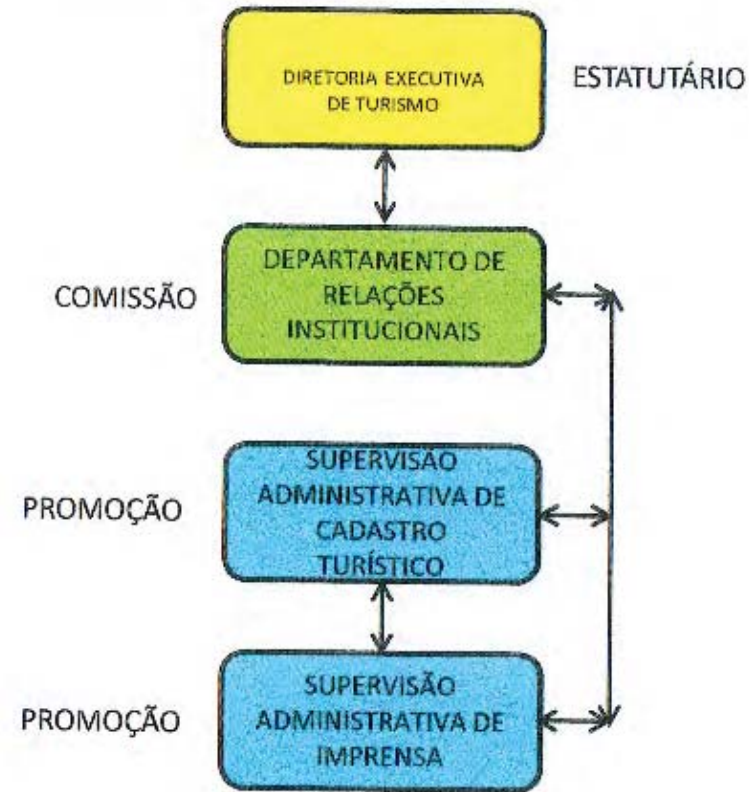 DIRETORIA EXECUTIVA
DE TURISMO
ESTATUTÁRIO
DEPARTAMENTO DE
RELAÇÕES
INSTITUCIONAIS
COMISSÃO
SUPERVISÃO
ADMINISTRATIVA DE
CADASTRO
TURÍSTICO
PROMOÇÃO
SUPERVISÃO
ADMINISTRATIVA DE
IMPRENSA
PROMOÇÃO